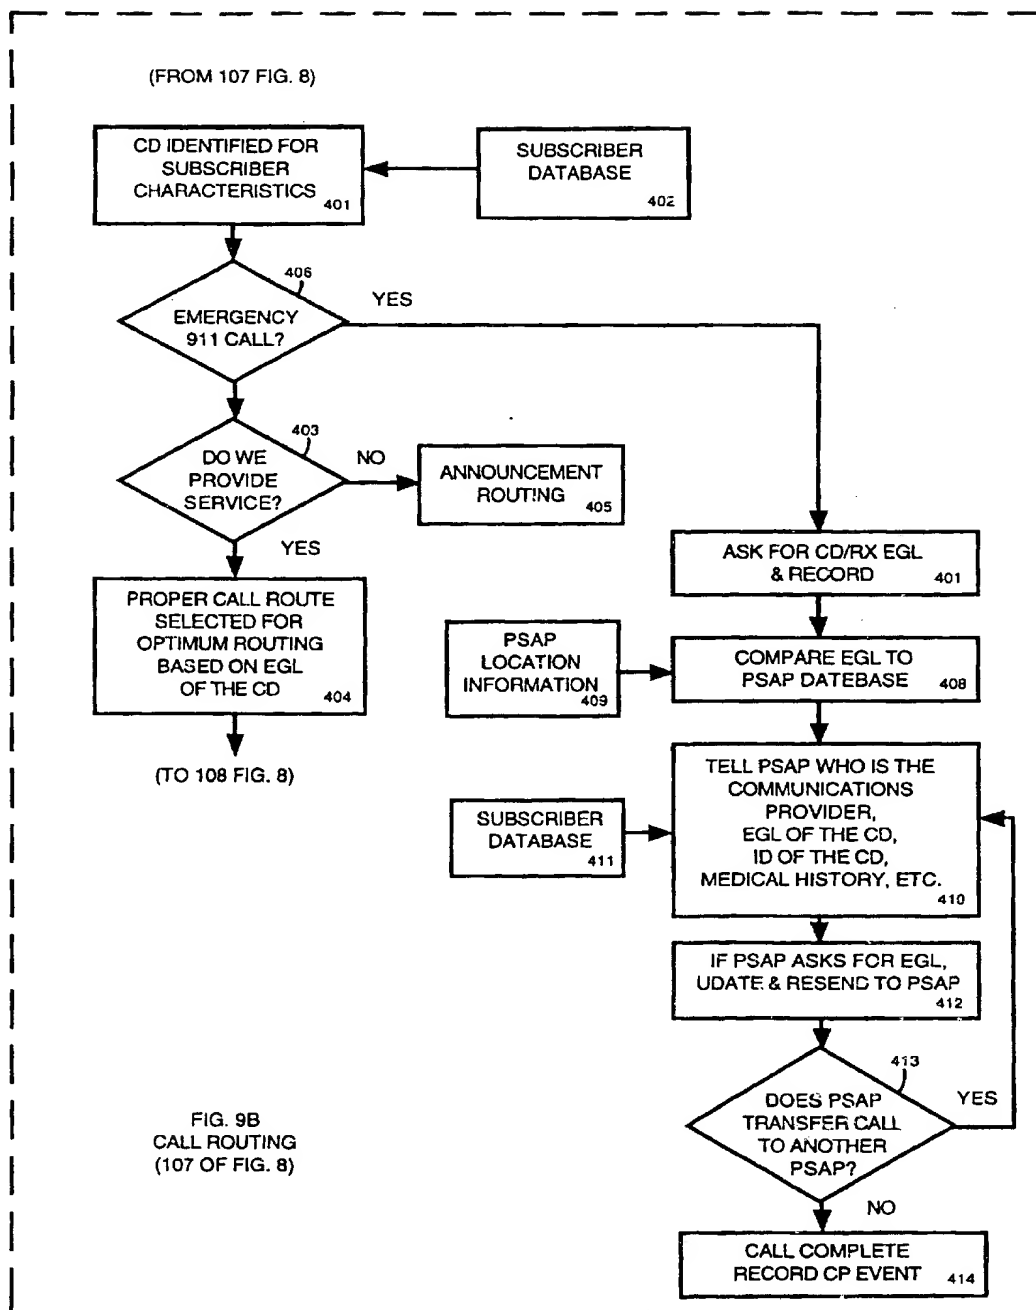 (FROM 107 FIG. 8)
CD IDENTIFIED FOR
SUBSCRIBER
CHARACTERISTICS
401
SUBSCRIBER
DATABASE
402
406
EMERGENCY
911 CALL?
YES
403
DO WE
PROVIDE
SERVICE?
NO
ANNOUNCEMENT
ROUTING
405
YES
PROPER CALL ROUTE
SELECTED FOR
OPTIMUM ROUTING
BASED ON EGL
OF THE CD
404
(TO 108 FIG. 8)
ASK FOR CD/RX EGL
& RECORD
401
PSAP
LOCATION
INFORMATION
409
COMPARE EGL TO
PSAP DATEBASE
408
SUBSCRIBER
DATABASE
411
TELL PSAP WHO IS THE
COMMUNICATIONS
PROVIDER,
EGL OF THE CD,
ID OF THE CD,
MEDICAL HISTORY, ETC.
410
IF PSAP ASKS FOR EGL,
UDATE & RESEND TO PSAP
412
413
DOES PSAP
TRANSFER CALL
TO ANOTHER
PSAP?
YES
NO
CALL COMPLETE
RECORD CP EVENT
414
FIG. 9B
CALL ROUTING
(107 OF FIG. 8)